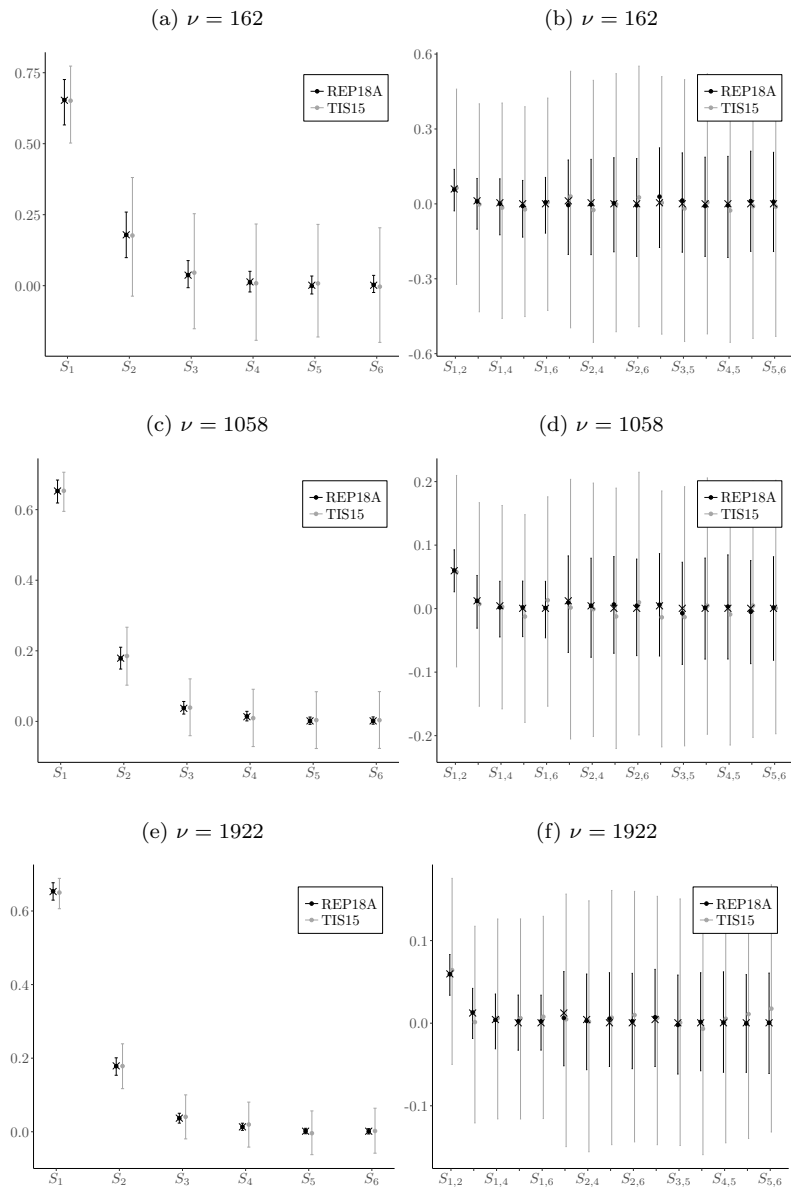 (a) ν = 162
0.75
0.50
0.25
0.00
REP18A
TIS15
S1 S2 S3 S4 S5 S6
(b) ν = 162
0.6
0.3
0.0
-0.3
-0.6
REP18A
TIS15
S1,2 S1,4 S1,6 S2,4 S2,6 S3,5 S4,5 S5,6
(c) ν = 1058
0.6
0.4
0.2
0.0
REP18A
TIS15
S1 S2 S3 S4 S5 S6
(d) ν = 1058
0.2
0.1
0.0
-0.1
-0.2
REP18A
TIS15
S1,2 S1,4 S1,6 S2,4 S2,6 S3,5 S4,5 S5,6
(e) ν = 1922
0.6
0.4
0.2
0.0
REP18A
TIS15
S1 S2 S3 S4 S5 S6
(f) ν = 1922
0.1
0.0
-0.1
REP18A
TIS15
S1,2 S1,4 S1,6 S2,4 S2,6 S3,5 S4,5 S5,6